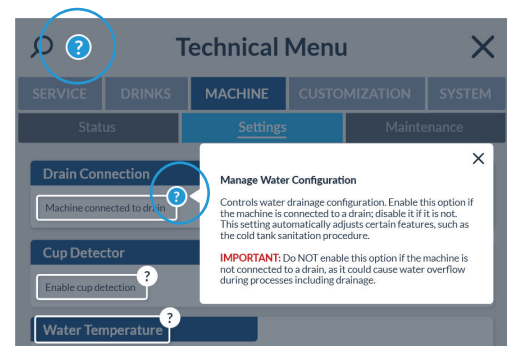 ?
Technical Menu
SERVICE DRINKS MACHINE CUSTOMIZATION SYSTEM
Status Settings Maintenance
Drain Connection
Machine connected to drain ?
Manage Water Configuration
Controls water drainage configuration. Enable this option if
the machine is connected to a drain; disable it if it is not.
This setting automatically adjusts certain features, such as
the cold tank sanitation procedure.
IMPORTANT: Do NOT enable this option if the machine is
not connected to a drain, as it could cause water overflow
during processes including drainage.
Cup Detector
Enable cup detection ?
Water Temperature ?